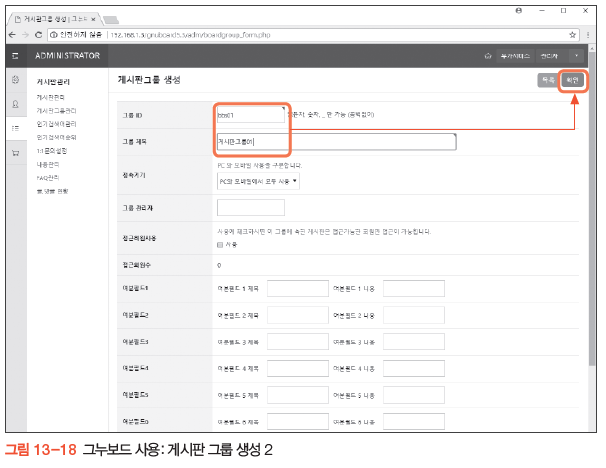 게시판그룹 생성 | 그누보
안전하지 않음 192.168.1.5/gnuboard5.3/adm/boardgroup_form.php
ADMINISTRATOR 부가서비스 관리자
게시판관리
게시판관리
게시판그룹관리
인기검색어관리
인기검색어순위
1:1문의설정
내용관리
FAQ관리
글,댓글 현황
게시판그룹 생성 목록 확인
그룹 ID bbs01 영문자, 숫자, _ 만 가능 (공백없이)
그룹 제목 게시판그룹01
접속기기 PC 와 모바일 사용을 구분합니다.
PC와 모바일에서 모두 사용
그룹 관리자
접근회원사용 사용에 체크하시면 이 그룹에 속한 게시판은 접근가능한 회원만 접근이 가능합니다.
사용
접근회원수 0
여분필드1 여분필드 1 제목 여분필드 1 내용
여분필드2 여분필드 2 제목 여분필드 2 내용
여분필드3 여분필드 3 제목 여분필드 3 내용
여분필드4 여분필드 4 제목 여분필드 4 내용
여분필드5 여분필드 5 제목 여분필드 5 내용
여분필드6 여분필드 6 제목 여분필드 6 내용
그림 13-18 그누보드 사용: 게시판 그룹 생성 2